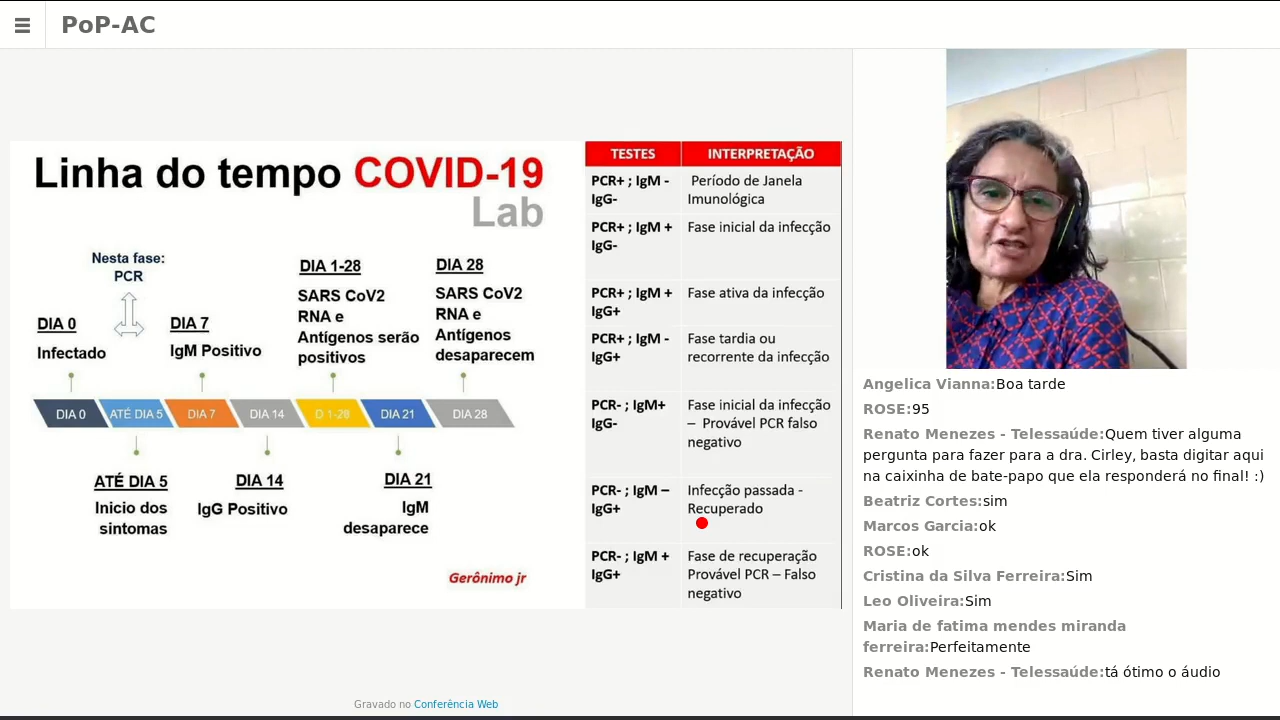 PoP-AC
Linha do tempo COVID-19
Lab
Nesta fase:
PCR
DIA 0
Infectado
DIA 7
IgM Positivo
DIA 1-28
SARS CoV2
RNA e
Antígenos serão
positivos
DIA 28
SARS CoV2
RNA e
Antígenos
desaparecem
DIA 0
ATÉ DIA 5
DIA 7
DIA 14
D 1-28
DIA 21
DIA 28
ATÉ DIA 5
Inicio dos
sintomas
DIA 14
IgG Positivo
DIA 21
IgM
desaparece
Gerônimo jr
TESTES INTERPRETAÇÃO
PCR+ ; IgM - Período de Janela
IgG- Imunológica
PCR+ ; IgM + Fase inicial da infecção
IgG-
PCR+ ; IgM + Fase ativa da infecção
IgG+
PCR+ ; IgM - Fase tardia ou
IgG+ recorrente da infecção
PCR- ; IgM+ Fase inicial da infecção
IgG- – Provável PCR falso
negativo
PCR- ; IgM – Infecção passada -
IgG+ Recuperado
PCR- ; IgM + Fase de recuperação
IgG+ Provável PCR – Falso
negativo
Gravado no Conferência Web
Angelica Vianna:Boa tarde
ROSE:95
Renato Menezes - Telessaúde:Quem tiver alguma
pergunta para fazer para a dra. Cirley, basta digitar aqui
na caixinha de bate-papo que ela responderá no final! :)
Beatriz Cortes:sim
Marcos Garcia:ok
ROSE:ok
Cristina da Silva Ferreira:Sim
Leo Oliveira:Sim
Maria de fatima mendes miranda
ferreira:Perfeitamente
Renato Menezes - Telessaúde:tá ótimo o áudio